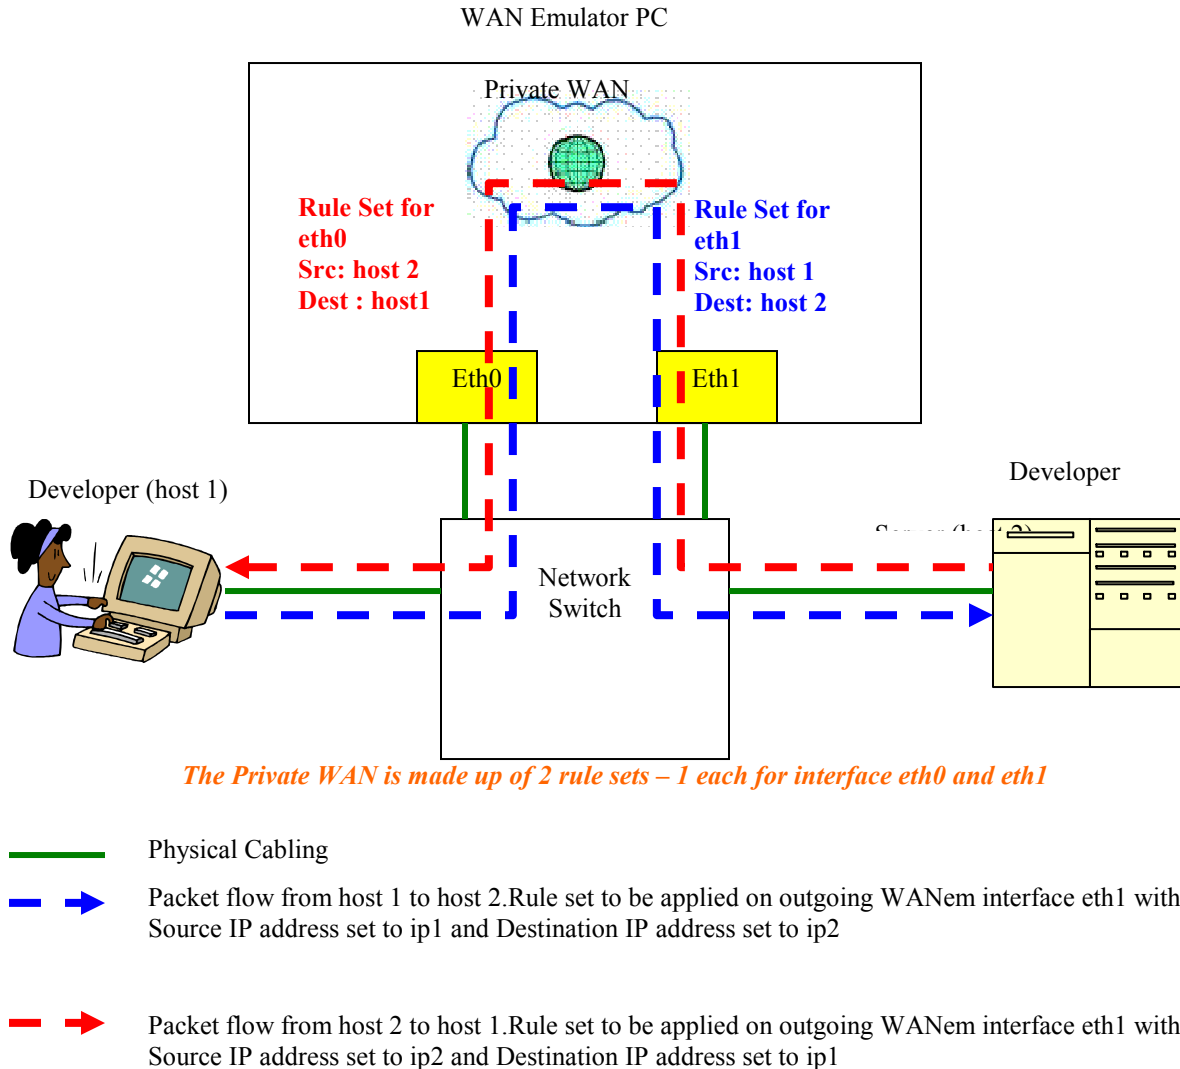 WAN Emulator PC
Private WAN
Rule Set for
eth0
Src: host 2
Dest : host1
Rule Set for
eth1
Src: host 1
Dest: host 2
Eth0
Eth1
Developer (host 1)
Developer
Network
Switch
The Private WAN is made up of 2 rule sets – 1 each for interface eth0 and eth1
Physical Cabling
Packet flow from host 1 to host 2.Rule set to be applied on outgoing WANem interface eth1 with
Source IP address set to ip1 and Destination IP address set to ip2
Packet flow from host 2 to host 1.Rule set to be applied on outgoing WANem interface eth1 with
Source IP address set to ip2 and Destination IP address set to ip1